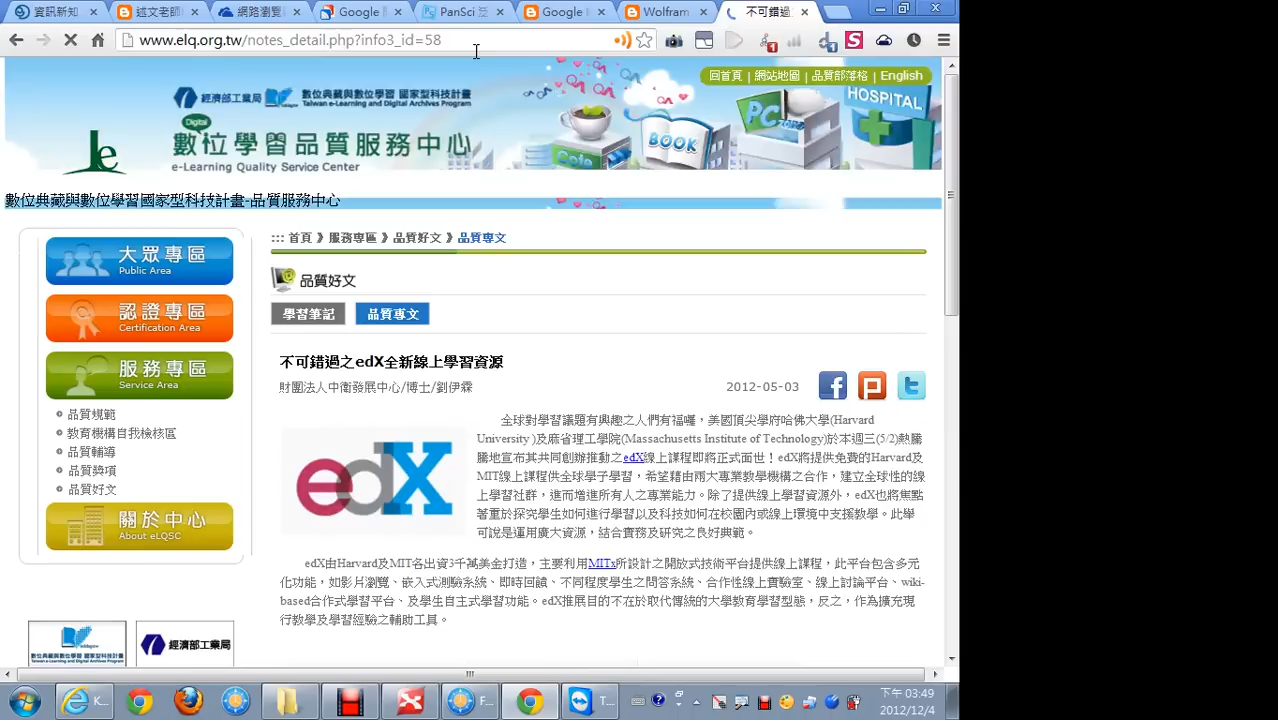 資訊新知
述文老師
網路瀏覽
Google
PanSci 泛
Google
Wolfram
不可錯過
www.elq.org.tw/notes_detail.php?info3_id=58
回首頁 | 網站地圖 | 品質部落格 | English
經濟部工業局
數位典藏與數位學習 國家型科技計畫
Taiwan e-Learning and Digital Archives Program
Digital
數位學習品質服務中心
e-Learning Quality Service Center
Cole
BOOK
PC
HOSPITAL
數位典藏與數位學習國家型科技計畫-品質服務中心
大眾專區
Public Area
認證專區
Certification Area
服務專區
Service Area
品質規範
教育機構自我檢核區
品質輔導
品質獎項
品質好文
關於中心
About eLQSC
數位典藏與數位學習 國家型科技計畫
Taiwan e-Learning and Digital Archives Program
經濟部工業局
::: 首頁 》服務專區 》品質好文 》品質專文
品質好文
學習筆記
品質專文
不可錯過之edX全新線上學習資源
財團法人中衛發展中心/博士/劉伊霖
2012-05-03
edX
全球對學習議題有興趣之人們有福囉，美國頂尖學府哈佛大學(Harvard
University )及麻省理工學院(Massachusetts Institute of Technology)於本週三(5/2)熱騰
騰地宣布其共同創辦推動之edX線上課程即將正式面世！edX將提供免費的Harvard及
MIT線上課程供全球學子學習，希望藉由兩大專業教學機構之合作，建立全球性的線
上學習社群，進而增進所有人之專業能力。除了提供線上學習資源外，edX也將焦點
著重於探究學生如何進行學習以及科技如何在校園內或線上環境中支援教學。此舉
可說是運用廣大資源，結合實務及研究之良好典範。
edX由Harvard及MIT各出資3千萬美金打造，主要利用MITx所設計之開放式技術平台提供線上課程，此平台包含多元
化功能，如影片瀏覽、嵌入式測驗系統、即時回饋、不同程度學生之問答系統、合作性線上實驗室、線上討論平台、wiki-
based合作式學習平台、及學生自主式學習功能。edX推展目的不在於取代傳統的大學教育學習型態，反之，作為擴充現
行教學及學習經驗之輔助工具。
K...
F...
T...
下午 03:49
2012/12/4